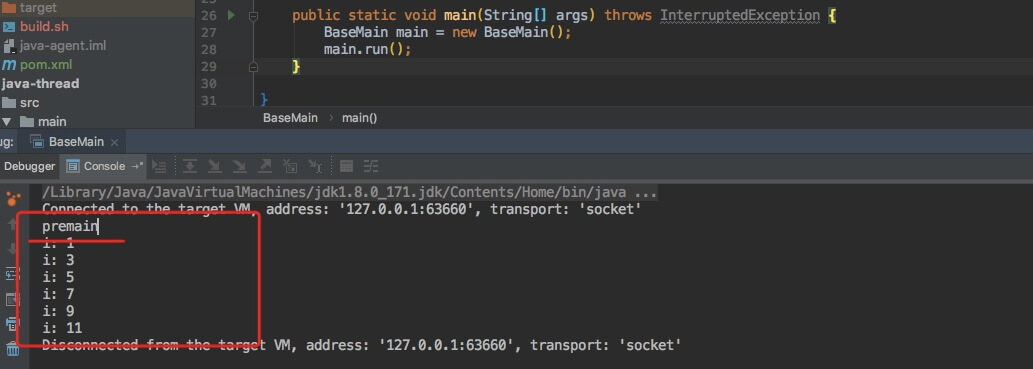 target
build.sh
java-agent.iml
pom.xml
java-thread
src
main
26 public static void main(String[] args) throws InterruptedException {
27 BaseMain main = new BaseMain();
28 main.run();
29 }
30
31 }
BaseMain > main()
ug: BaseMain ×
Debugger Console
/Library/Java/JavaVirtualMachines/jdk1.8.0_171.jdk/Contents/Home/bin/java ...
Connected to the target VM, address: '127.0.0.1:63660', transport: 'socket'
premain
i: 1
i: 3
i: 5
i: 7
i: 9
i: 11
Disconnected from the target VM, address: '127.0.0.1:63660', transport: 'socket'